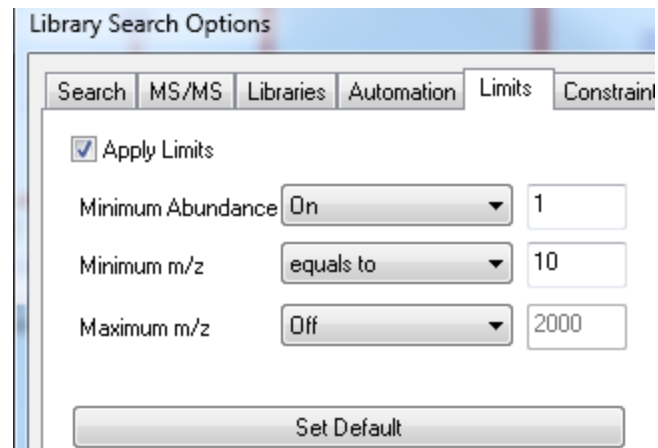 Library Search Options
Search MS/MS Libraries Automation Limits Constraint
Apply Limits
Minimum Abundance On 1
Minimum m/z equals to 10
Maximum m/z Off 2000
Set Default